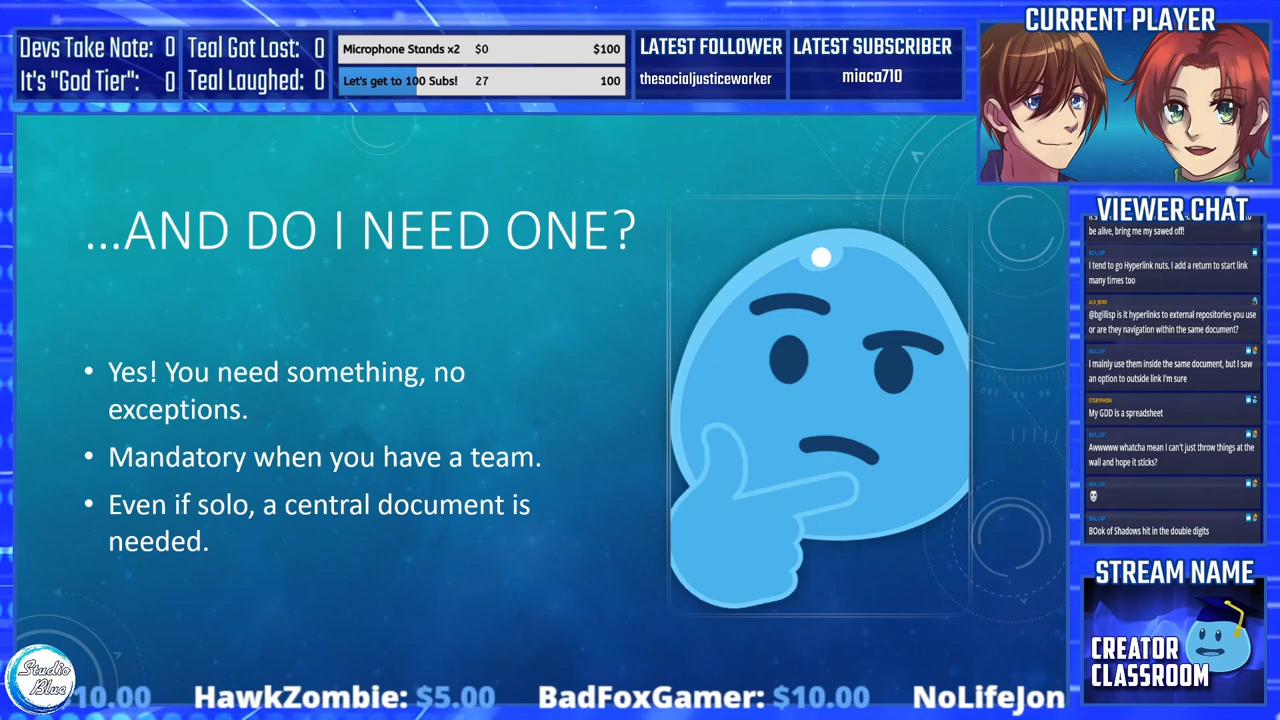 Devs Take Note: 0
It's "God Tier": 0
Teal Got Lost: 0
Teal Laughed: 0
Microphone Stands x2 $0 $100
Let's get to 100 Subs! 27 100
LATEST FOLLOWER
thesocialjusticeworker
LATEST SUBSCRIBER
miaca710
CURRENT PLAYER
...AND DO I NEED ONE?
• Yes! You need something, no
exceptions.
• Mandatory when you have a team.
• Even if solo, a central document is
needed.
VIEWER CHAT
be alive, bring me my sawed off!
BGILLISP
I tend to go Hyperlink nuts. I add a return to start link
many times too
@bgillisp is it hyperlinks to external repositories you use
or are they navigation within the same document?
BGILLISP
I mainly use them inside the same document, but I saw
an option to outside link I'm sure
STGRYPHON
My GDD is a spreadsheet
BGILLISP
Awwwww whatcha mean I can't just throw things at the
wall and hope it sticks?
BGILLISP
BGILLISP
BOok of Shadows hit in the double digits
STREAM NAME
CREATOR
CLASSROOM
Studio
Blue
10.00 HawkZombie: $5.00 BadFoxGamer: $10.00 NoLifeJon